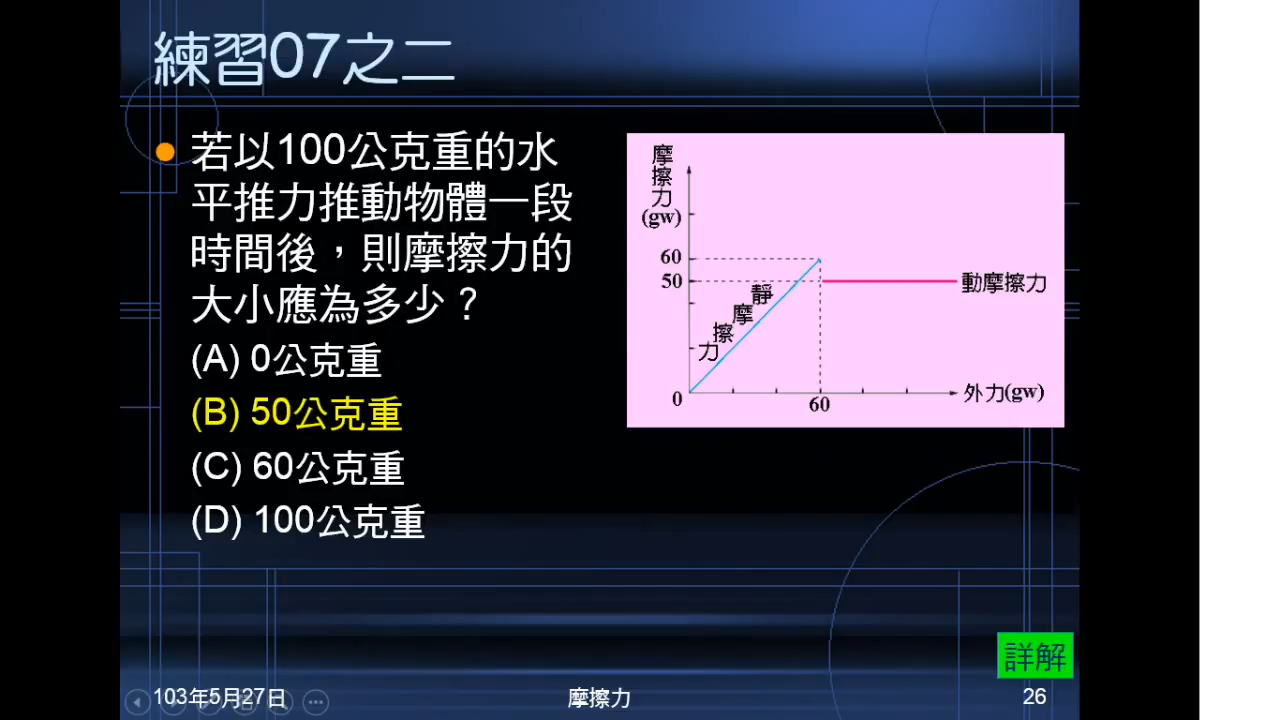 練習07之二
若以100公克重的水
平推力推動物體一段
時間後，則摩擦力的
大小應為多少？
(A) 0公克重
(B) 50公克重
(C) 60公克重
(D) 100公克重
摩擦力
(gw)
60
50
靜摩擦力
動摩擦力
0
60
外力(gw)
詳解
103年5月27日
摩擦力
26